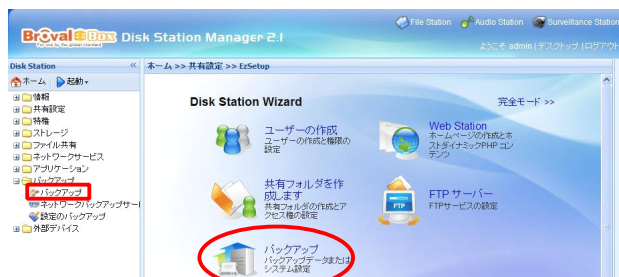 Broval Box Disk Station Manager 2.1
File Station Audio Station Surveillance Station
ようこそ admin | デスクトップ | ログアウト
Disk Station
ホーム >> 共有設定 >> EzSetup
ホーム 起動
情報
共有設定
特権
ストレージ
ファイル共有
ネットワークサービス
アプリケーション
バックアップ
バックアップ
ネットワークバックアップサー
設定のバックアップ
外部デバイス
Disk Station Wizard
完全モード >>
ユーザーの作成
ユーザーの作成と権限の
設定
Web Station
ホームページの作成とホ
ストダイナミックPHP コン
テンツ
共有フォルダを作
成します
共有フォルダの作成とア
クセス権の設定
FTP サーバー
FTPサービスの設定
FTP
バックアップ
バックアップデータまたは
システム設定